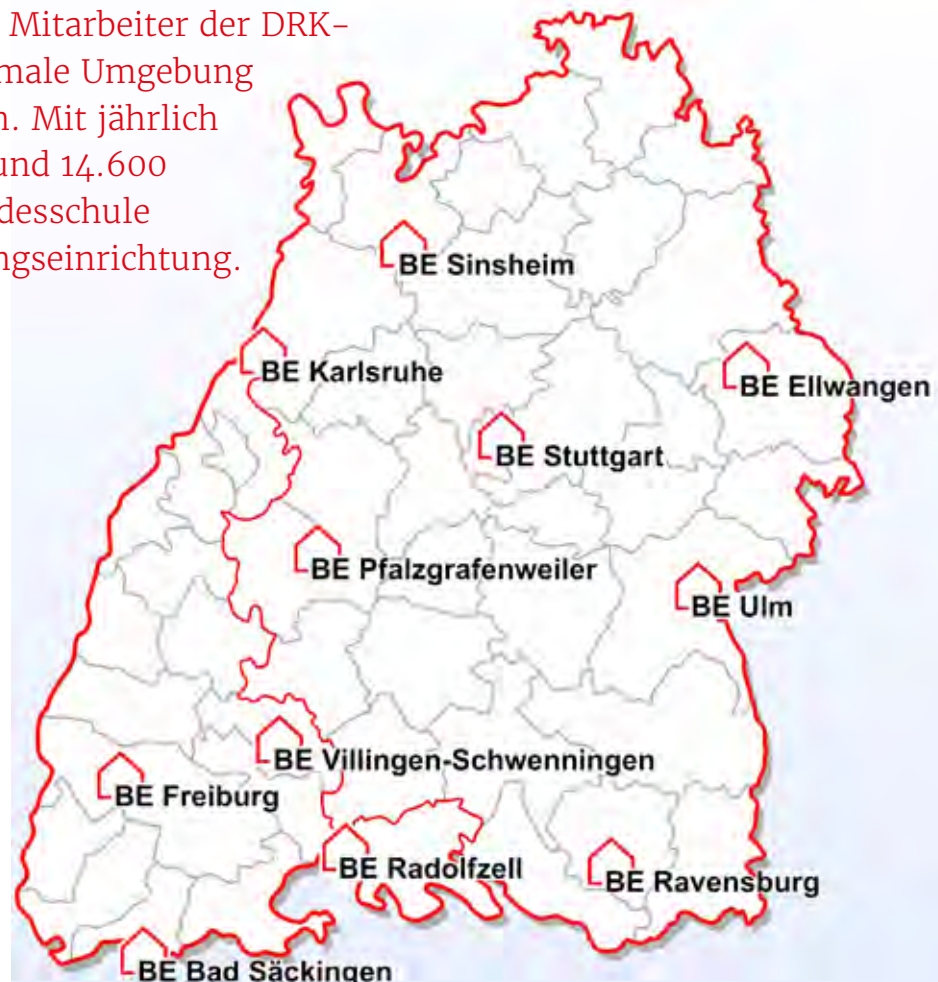 Mitarbeiter der DRK-
male Umgebung
n. Mit jährlich
und 14.600
desschule
ngseinrichtung.
BE Sinsheim
BE Karlsruhe
BE Ellwangen
BE Stuttgart
BE Pfalzgrafenweiler
BE Ulm
BE Villingen-Schwenningen
BE Freiburg
BE Radolfzell
BE Ravensburg
BE Bad Säckingen